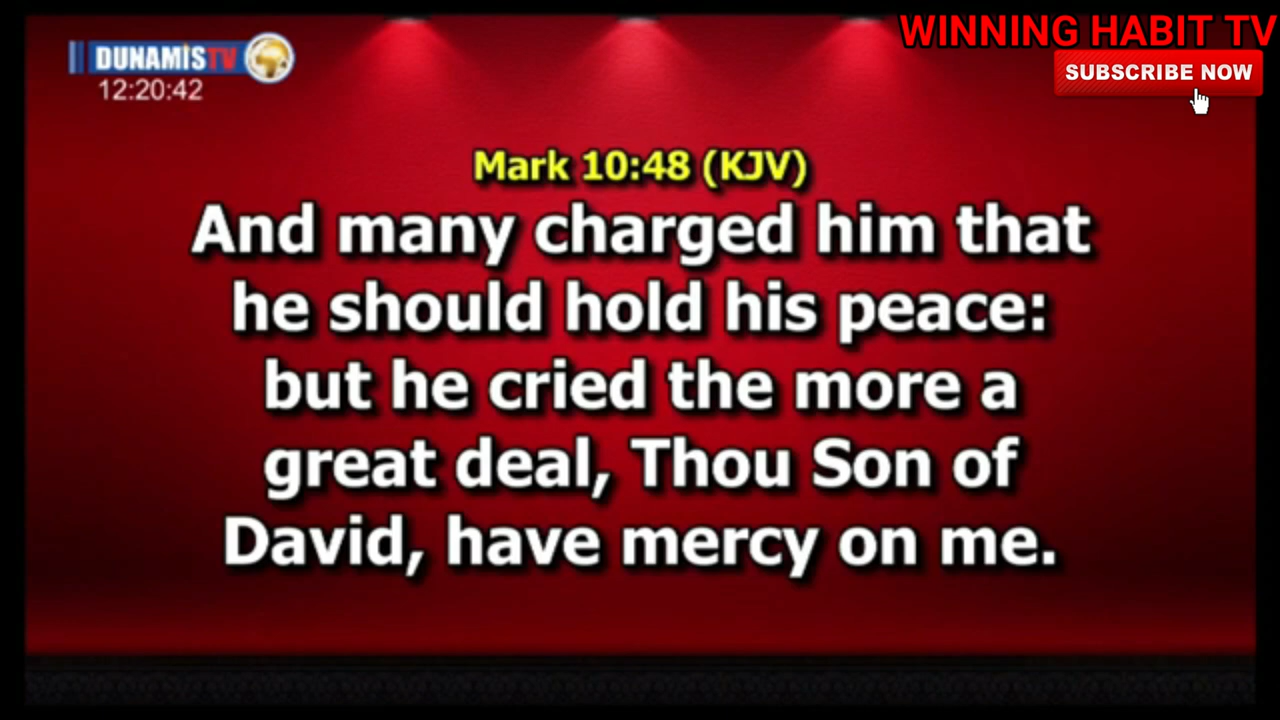 WINNING HABIT TV
DUNAMIS TV
SUBSCRIBE NOW
12:20:42
Mark 10:48 (KJV)
And many charged him that
he should hold his peace:
but he cried the more a
great deal, Thou Son of
David, have mercy on me.